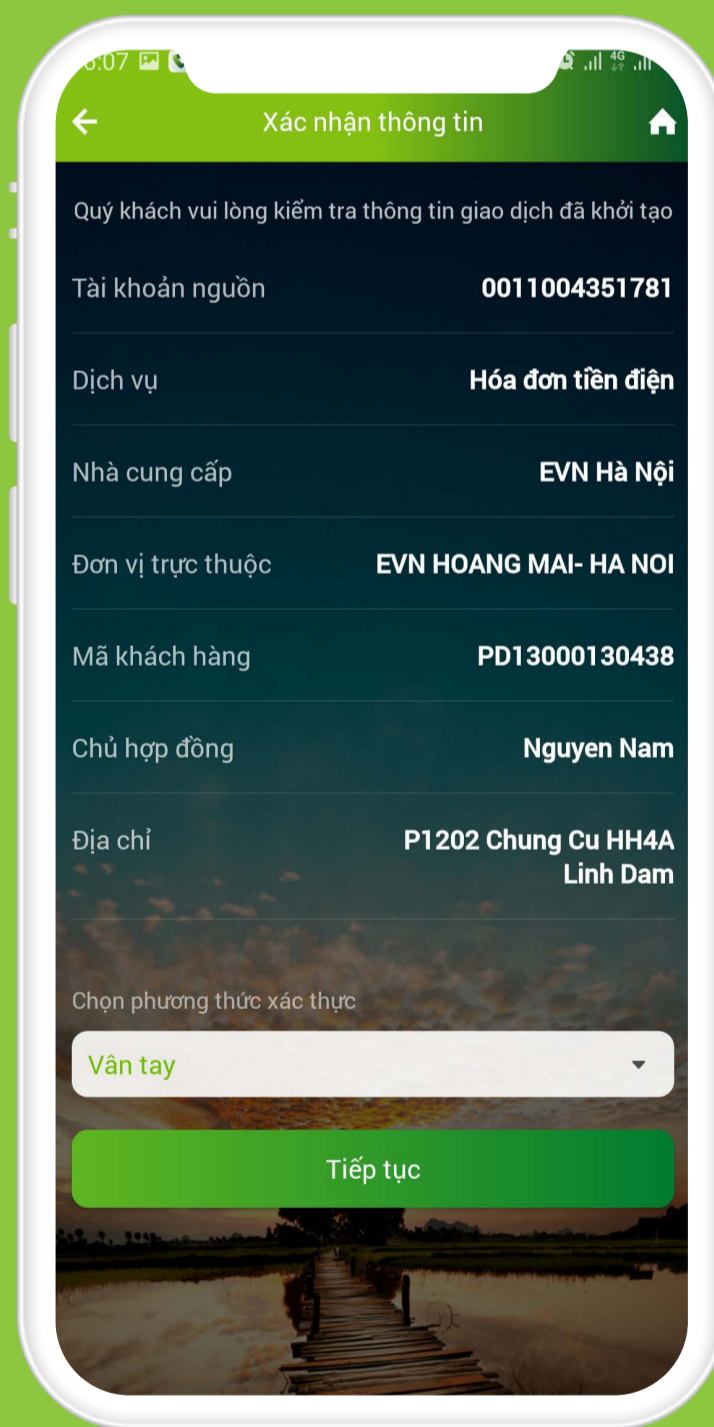 6:07
4G
Xác nhận thông tin
Quý khách vui lòng kiểm tra thông tin giao dịch đã khởi tạo
Tài khoản nguồn 0011004351781
Dịch vụ Hóa đơn tiền điện
Nhà cung cấp EVN Hà Nội
Đơn vị trực thuộc EVN HOANG MAI- HA NOI
Mã khách hàng PD13000130438
Chủ hợp đồng Nguyen Nam
Địa chỉ P1202 Chung Cu HH4A
Linh Dam
Chọn phương thức xác thực
Vân tay
Tiếp tục